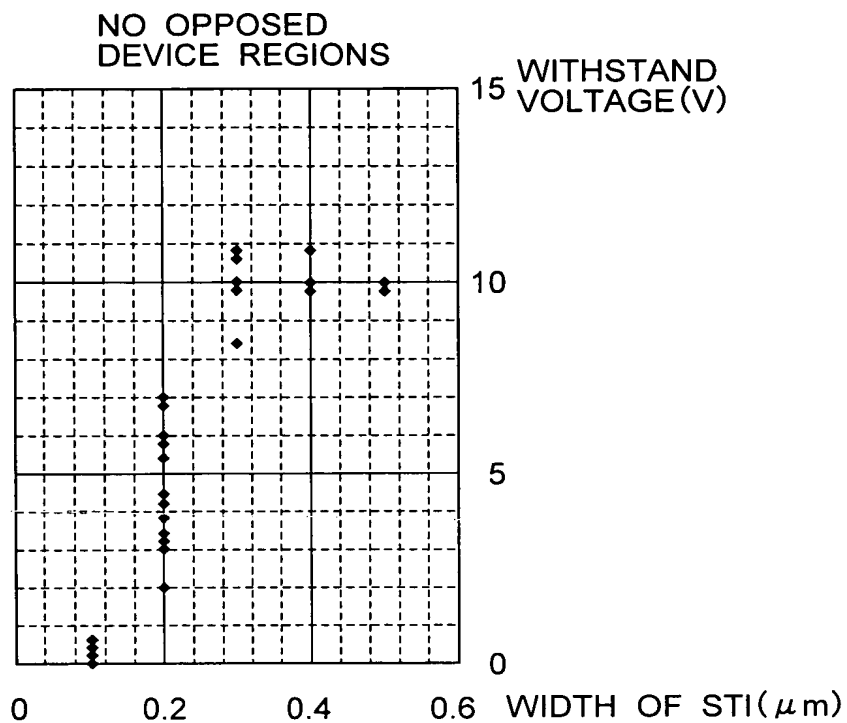 NO OPPOSED
DEVICE REGIONS
WITHSTAND
VOLTAGE(V)
15
10
5
0
0 0.2 0.4 0.6 WIDTH OF STI(μm)